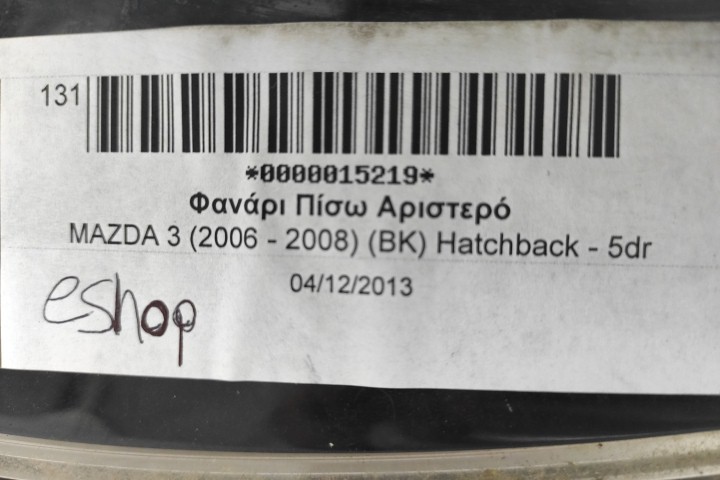 131
*0000015219*
Φανάρι Πίσω Αριστερό
MAZDA 3 (2006 - 2008) (BK) Hatchback - 5dr
04/12/2013
eshop